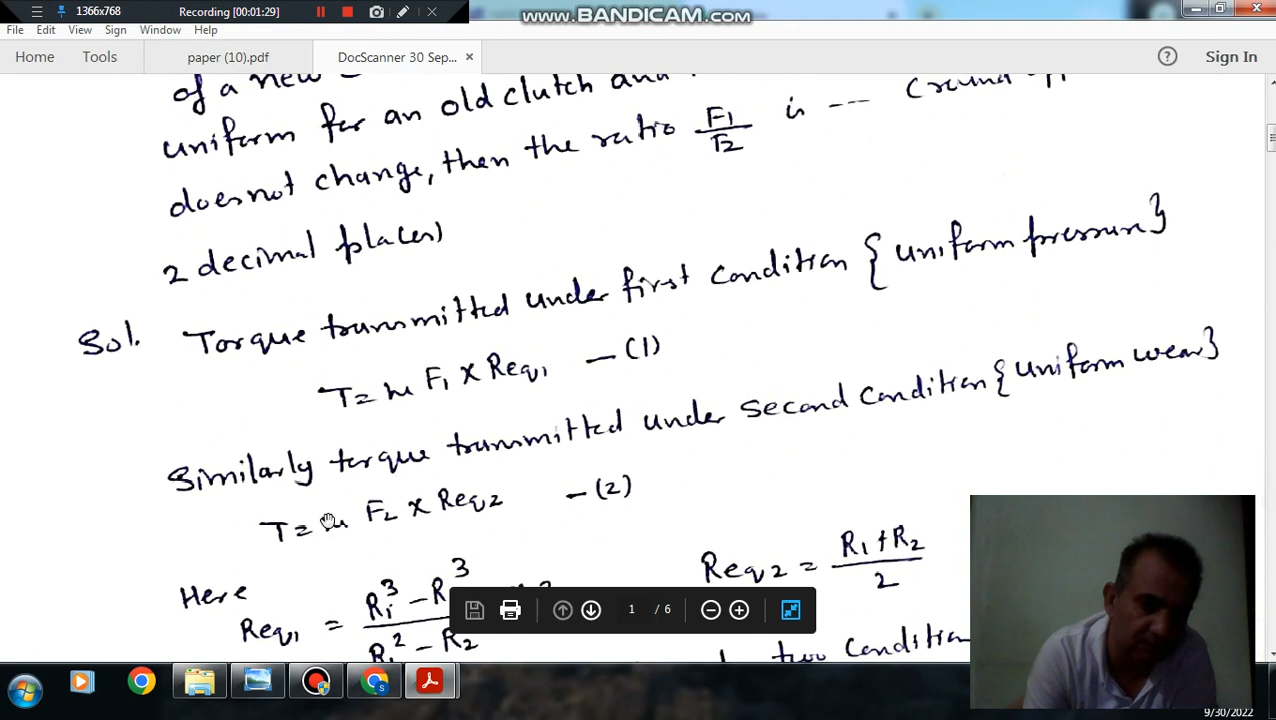 1366x768 Recording [00:01:29]
www.BANDICAM.com
File Edit View Sign Window Help
Home Tools paper (10).pdf DocScanner 30 Sep... × Sign In
of a new
uniform for an old clutch and
does not change, then the ratio F1/F2 is --- (round
2 decimal places)
Sol. Torque transmitted under first condition { uniform pressure}
T = μ F1 x Req1 — (1)
Similarly torque transmitted under second condition { uniform wear}
T = F2 x Req2 — (2)
Here
Req1 = R1^3 - R^3
R1^2 - R2
Req2 = (R1+R2)/2
two condition
1 / 6
9/30/2022